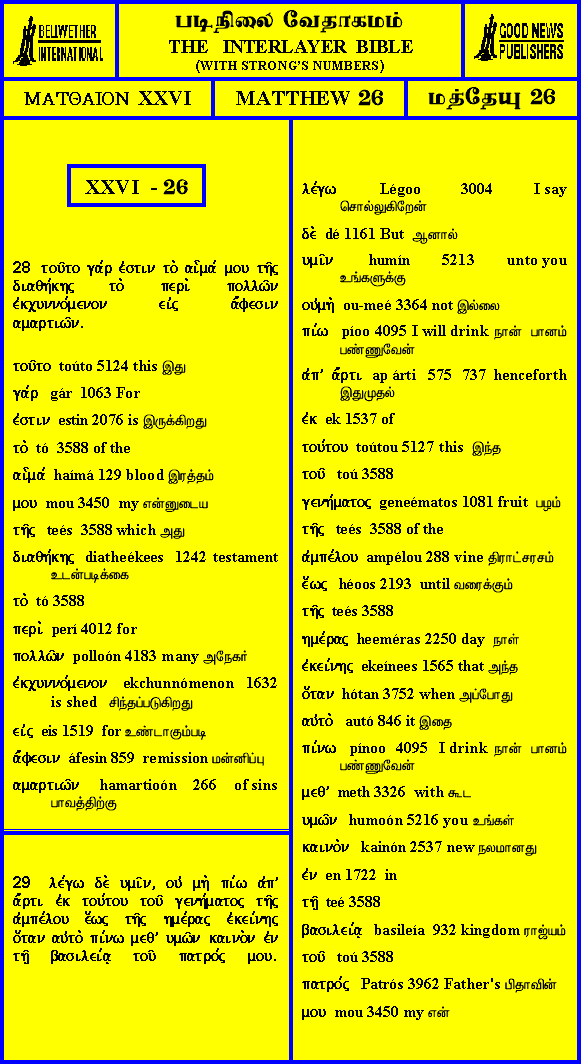 BELLWETHER
INTERNATIONAL
படிநிலை வேதாகமம்
THE INTERLAYER BIBLE
(WITH STRONG'S NUMBERS)
GOOD NEWS
PUBLISHERS
ΜΑΤΘΑΙΟΝ XXVI
MATTHEW 26
மத்தேயு 26
XXVI - 26
28 τοῦτο γάρ ἐστιν τὸ αἷμά μου τῆς
διαθήκης τὸ περὶ πολλῶν
ἐκχυννόμενον εἰς ἄφεσιν
αμαρτιῶν.
τοῦτο toúto 5124 this இது
γάρ gár 1063 For
ἐστιν estin 2076 is இருக்கிறது
τὸ tó 3588 of the
αἷμά haímá 129 blood இரத்தம்
μου mou 3450 my என்னுடைய
τῆς teés 3588 which அது
διαθήκης diatheékees 1242 testament
உடன்படிக்கை
τὸ tó 3588
περὶ perí 4012 for
πολλῶν polloón 4183 many அநேகர்
ἐκχυννόμενον ekchunnómenon 1632
is shed சிந்தப்படுகிறது
εἰς eis 1519 for உண்டாகும்படி
ἄφεσιν áfesin 859 remission மன்னிப்பு
αμαρτιῶν hamartioón 266 of sins
பாவத்திற்கு
29 λέγω δὲ υμῖν, οὐ μὴ πίω ἀπ'
ἄρτι ἐκ τούτου τοῦ γενήματος τῆς
ἀμπέλου ἕως τῆς ημέρας ἐκείνης
ὅταν αὐτὸ πίνω μεθ' υμῶν καινὸν ἐν
τῇ βασιλείᾳ τοῦ πατρός μου.
λέγω Légoo 3004 I say
சொல்லுகிறேன்
δὲ dé 1161 But ஆனால்
υμῖν humín 5213 unto you
உங்களுக்கு
οὐμὴ ou-meé 3364 not இல்லை
πίω píoo 4095 I will drink நான் பானம்
பண்ணுவேன்
ἀπ' ἄρτι ap árti 575 737 henceforth
இதுமுதல்
ἐκ ek 1537 of
τούτου toútou 5127 this இந்த
τοῦ toú 3588
γενήματος geneématos 1081 fruit பழம்
τῆς teés 3588 of the
ἀμπέλου ampélou 288 vine திராட்சரசம்
ἕως héoos 2193 until வரைக்கும்
τῆς teés 3588
ημέρας heeméras 2250 day நாள்
ἐκείνης ekeínees 1565 that அந்த
ὅταν hótan 3752 when அப்போது
αὐτὸ autó 846 it இதை
πίνω pínoo 4095 I drink நான் பானம்
பண்ணுவேன்
μεθ' meth 3326 with கூட
υμῶν humoón 5216 you உங்கள்
καινὸν kainón 2537 new நலமானது
ἐν en 1722 in
τῇ teé 3588
βασιλείᾳ basileía 932 kingdom ராஜ்யம்
τοῦ toú 3588
πατρός Patrós 3962 Father's பிதாவின்
μου mou 3450 my என்